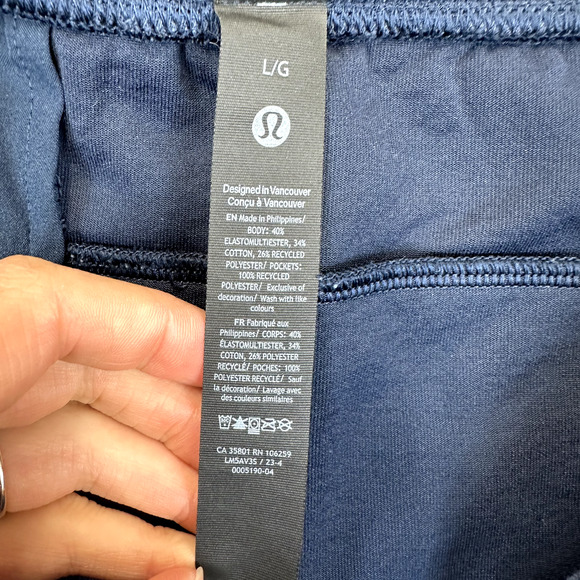 L/G
Designed in Vancouver
Conçu à Vancouver
EN Made in Philippines/
BODY: 40%
ELASTOMULTIESTER, 34%
COTTON, 26% RECYCLED
POLYESTER/ POCKETS:
100% RECYCLED
POLYESTER/ Exclusive of
decoration/ Wash with like
colours
FR Fabriqué aux
Philippines/ CORPS: 40%
ÉLASTOMULTIESTER, 34%
COTON, 26% POLYESTER
RECYCLÉ/ POCHES: 100%
POLYESTER RECYCLÉ/ Sauf
la décoration/ Lavage avec
des couleurs similaires
CA 35801 RN 106259
LM5AV3S / 23-4
0005190-04